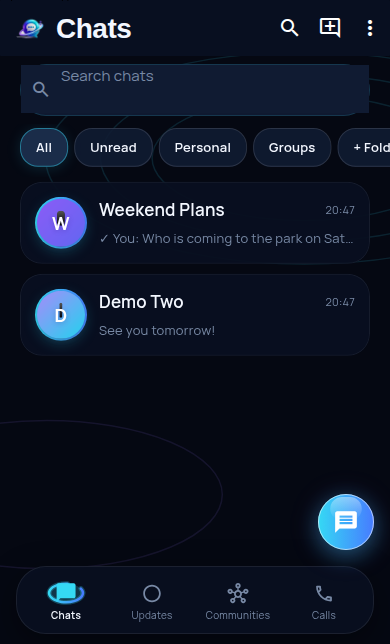 Chats
Search chats
All
Unread
Personal
Groups
+ Fold
W
Weekend Plans
20:47
✓ You: Who is coming to the park on Sat…
D
Demo Two
20:47
See you tomorrow!
Chats
Updates
Communities
Calls